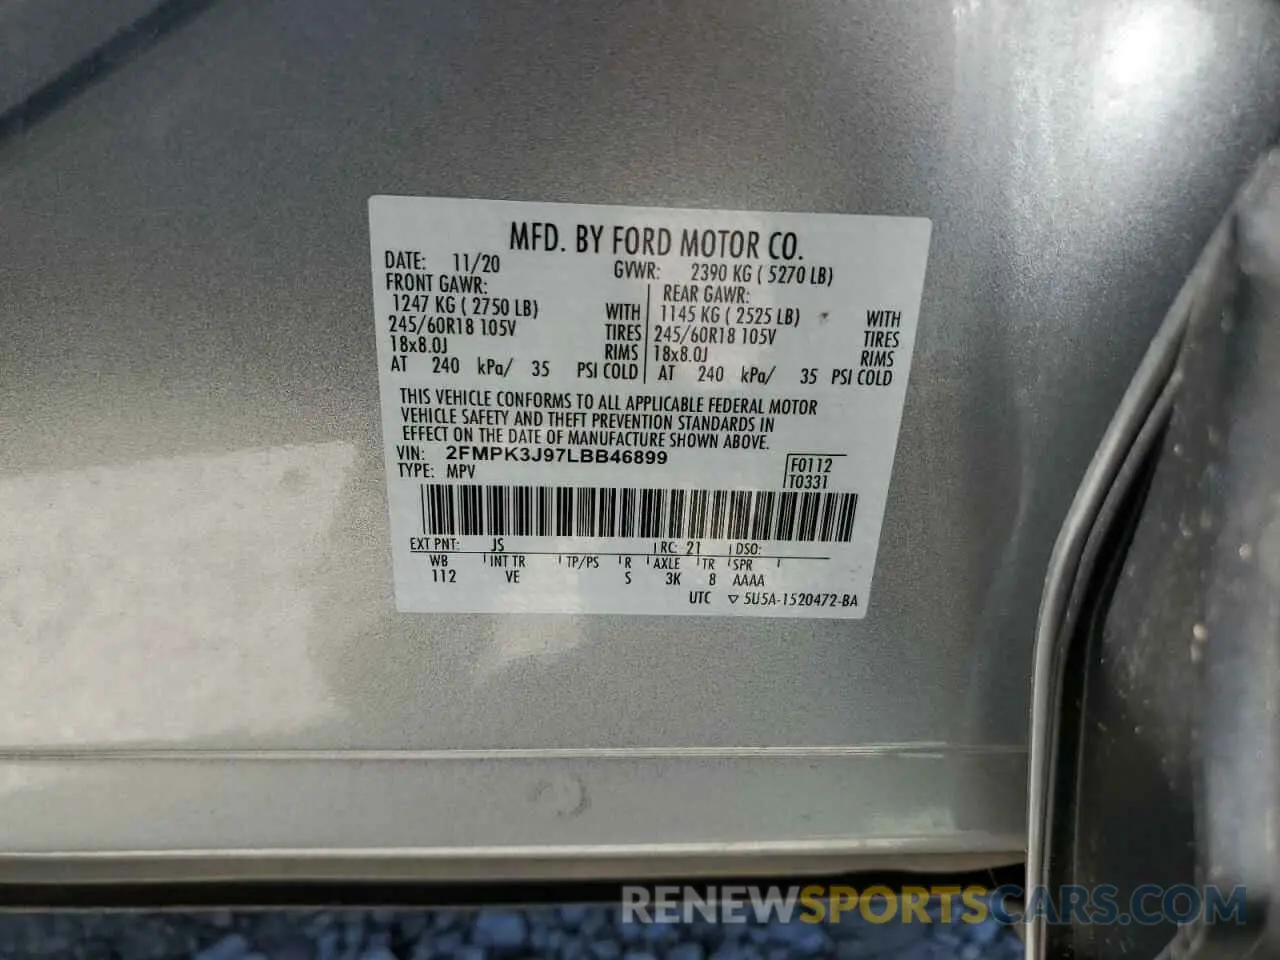 MFD. BY FORD MOTOR CO.
DATE: 11/20 GVWR: 2390 KG ( 5270 LB)
FRONT GAWR: REAR GAWR:
1247 KG ( 2750 LB) WITH 1145 KG ( 2525 LB) WITH
245/60R18 105V TIRES 245/60R18 105V TIRES
18x8.0J RIMS 18x8.0J RIMS
AT 240 kPa/ 35 PSI COLD AT 240 kPa/ 35 PSI COLD
THIS VEHICLE CONFORMS TO ALL APPLICABLE FEDERAL MOTOR
VEHICLE SAFETY AND THEFT PREVENTION STANDARDS IN
EFFECT ON THE DATE OF MANUFACTURE SHOWN ABOVE.
VIN: 2FMPK3J97LBB46899 F0112
TYPE: MPV T0331
EXT PNT: JS RC: 21 DSO:
WB INT TR TP/PS R AXLE TR SPR
112 VE S 3K 8 AAAA
UTC ▽ 5U5A-1520472-BA
RENEWSPORTSCARS.COM